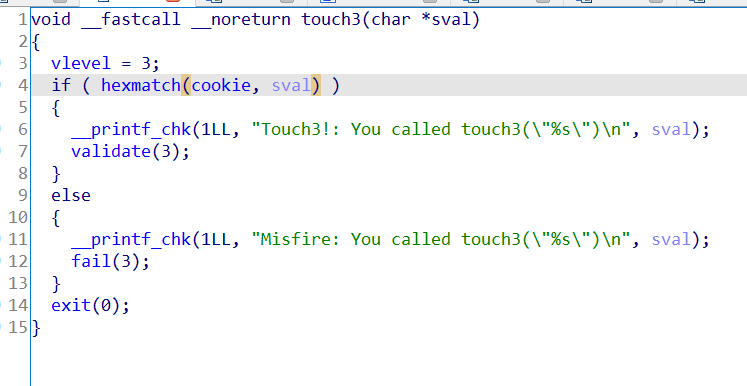 1 void __fastcall __noreturn touch3(char *sval)
2 {
3   vlevel = 3;
4   if ( hexmatch(cookie, sval) )
5   {
6     __printf_chk(1LL, "Touch3!: You called touch3(\"%s\")\n", sval);
7     validate(3);
8   }
9   else
10   {
11     __printf_chk(1LL, "Misfire: You called touch3(\"%s\")\n", sval);
12     fail(3);
13   }
14   exit(0);
15 }